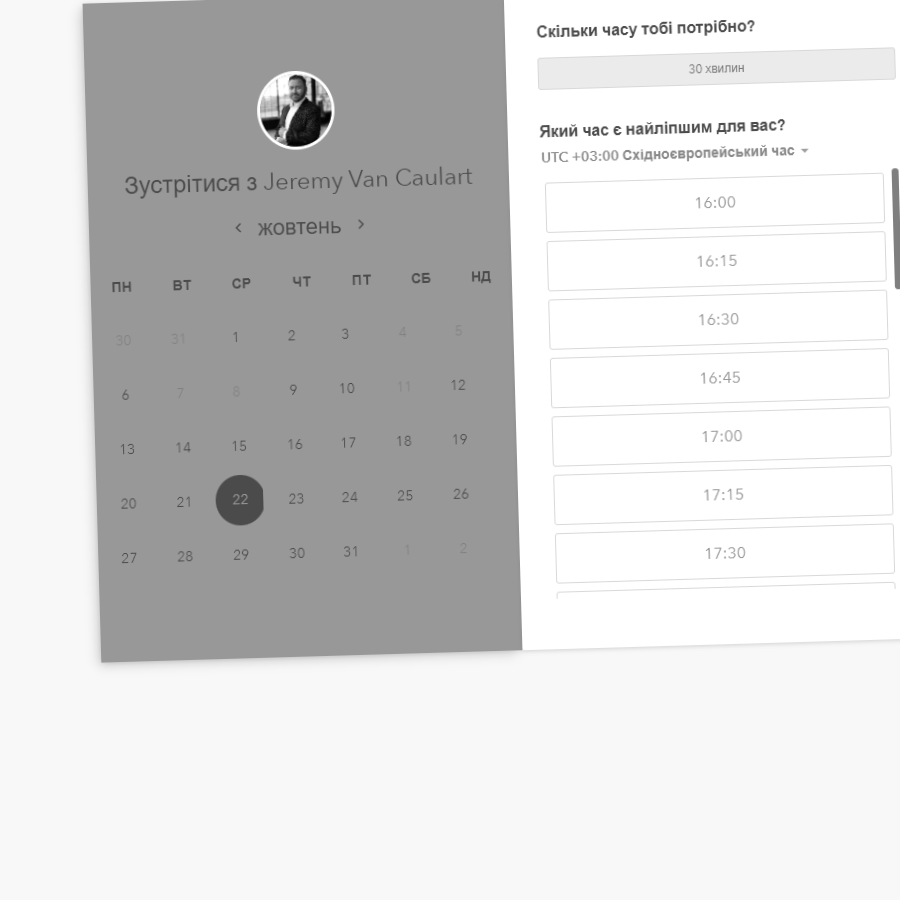 Зустрітися з Jeremy Van Caulart
жовтень
ПН ВТ СР ЧТ ПТ СБ НД
30 31 1 2 3 4 5
6 7 8 9 10 11 12
13 14 15 16 17 18 19
20 21 22 23 24 25 26
27 28 29 30 31 1 2
Скільки часу тобі потрібно?
30 хвилин
Який час є найліпшим для вас?
UTC +03:00 Східноєвропейський час
16:00
16:15
16:30
16:45
17:00
17:15
17:30